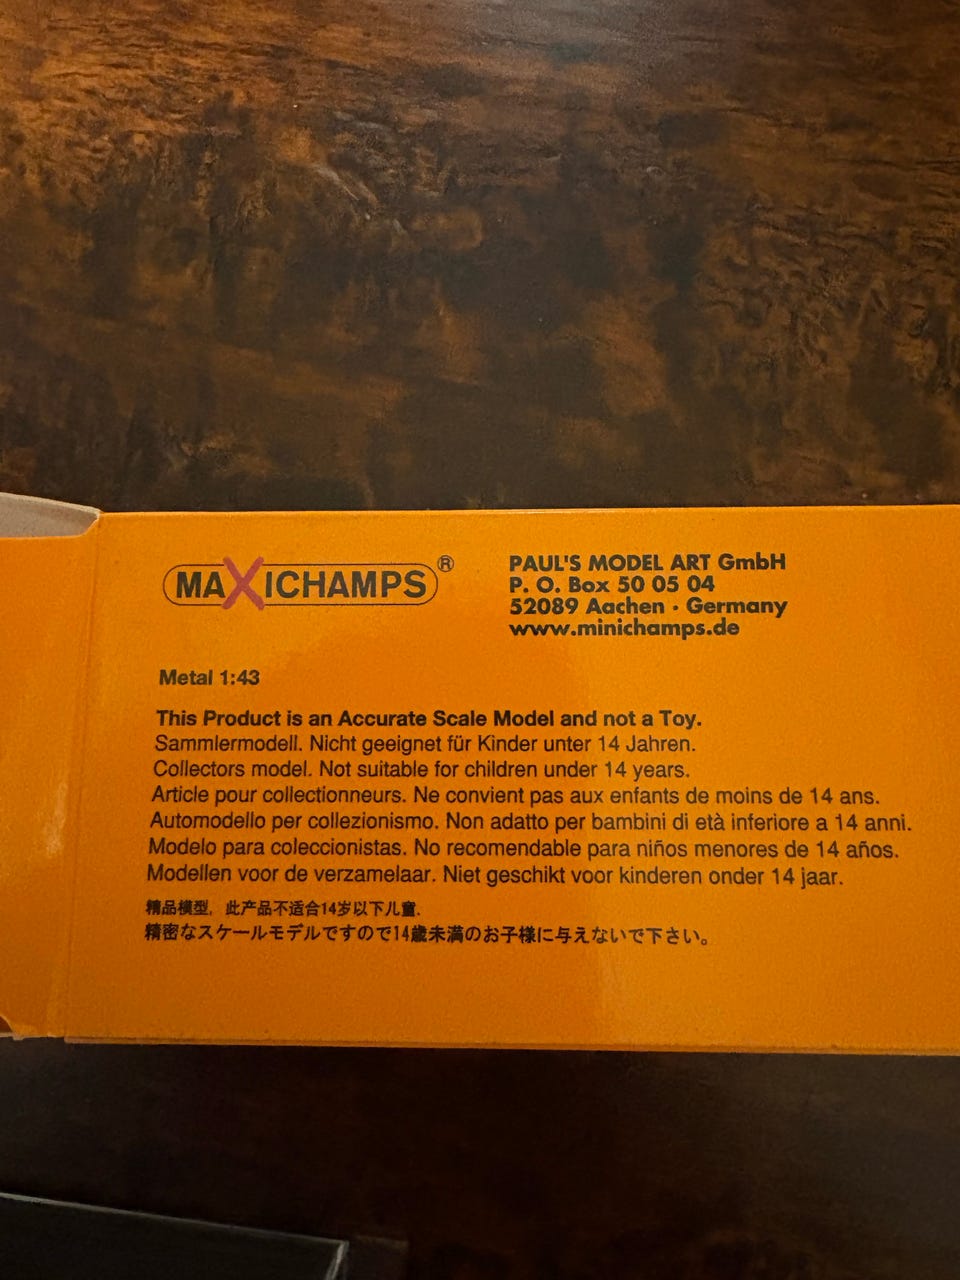 MAXICHAMPS®
PAUL'S MODEL ART GmbH
P. O. Box 50 05 04
52089 Aachen · Germany
www.minichamps.de
Metal 1:43
This Product is an Accurate Scale Model and not a Toy.
Sammlermodell. Nicht geeignet für Kinder unter 14 Jahren.
Collectors model. Not suitable for children under 14 years.
Article pour collectionneurs. Ne convient pas aux enfants de moins de 14 ans.
Automodello per collezionismo. Non adatto per bambini di età inferiore a 14 anni.
Modelo para coleccionistas. No recomendable para niños menores de 14 años.
Modellen voor de verzamelaar. Niet geschikt voor kinderen onder 14 jaar.
精品模型, 此产品不适合14岁以下儿童.
精密なスケールモデルですので14歳未満のお子様に与えないで下さい。